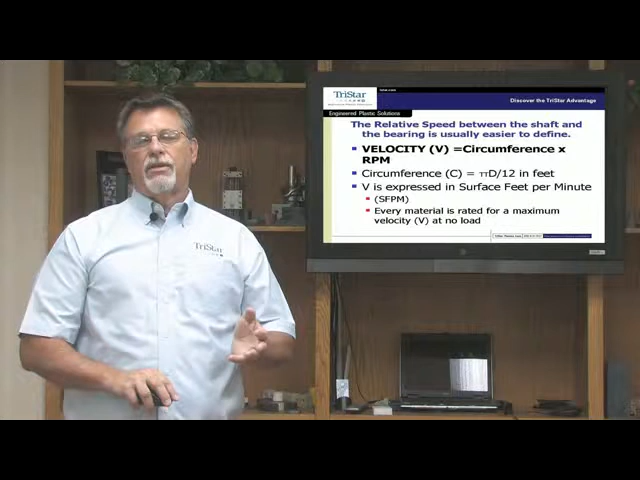 TriStar
Discover the TriStar Advantage
Engineered Plastic Solutions
The Relative Speed between the shaft and
the bearing is usually easier to define.
VELOCITY (V) =Circumference x
RPM
Circumference (C) = πD/12 in feet
V is expressed in Surface Feet per Minute
(SFPM)
Every material is rated for a maximum
velocity (V) at no load
TriStar